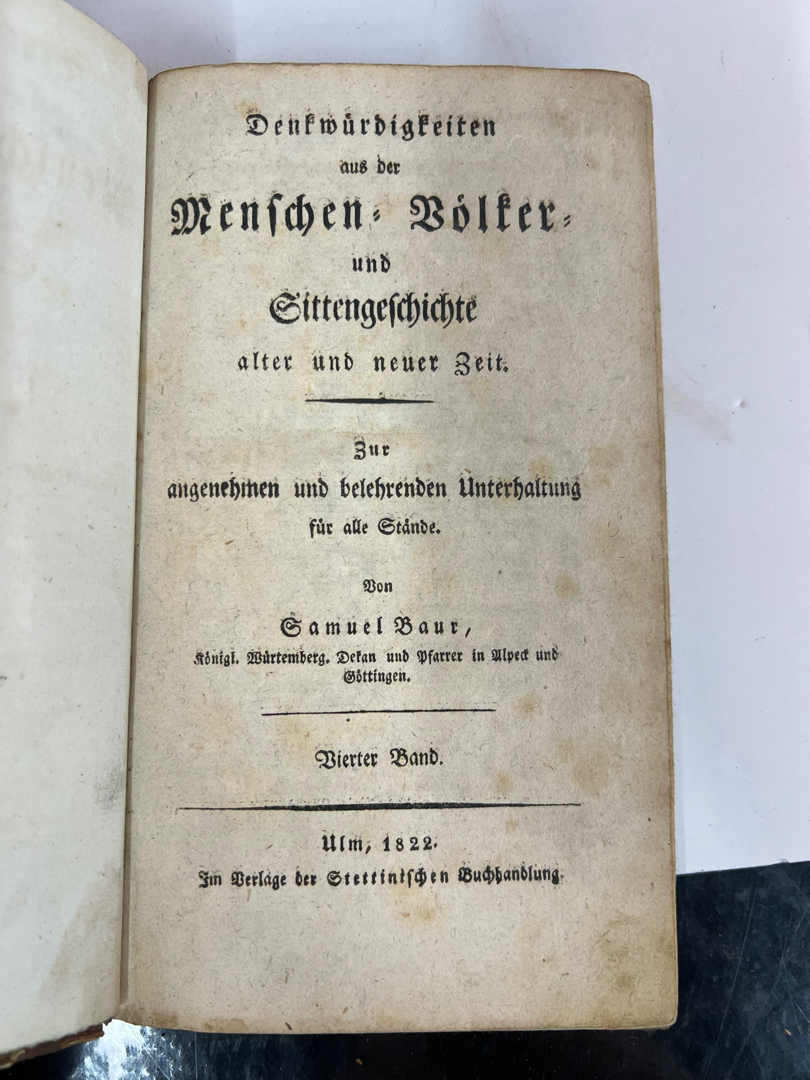 Denkwürdigkeiten
aus der
Menſchen- Völker-
und
Sittengeſchichte
alter und neuer Zeit.
Zur
angenehmen und belehrenden Unterhaltung
für alle Stände.
Von
Samuel Baur,
Königl. Würtemberg. Dekan und Pfarrer in Alpeck und
Göttingen.
Vierter Band.
Ulm, 1822.
Im Verlage der Stettiniſchen Buchhandlung.